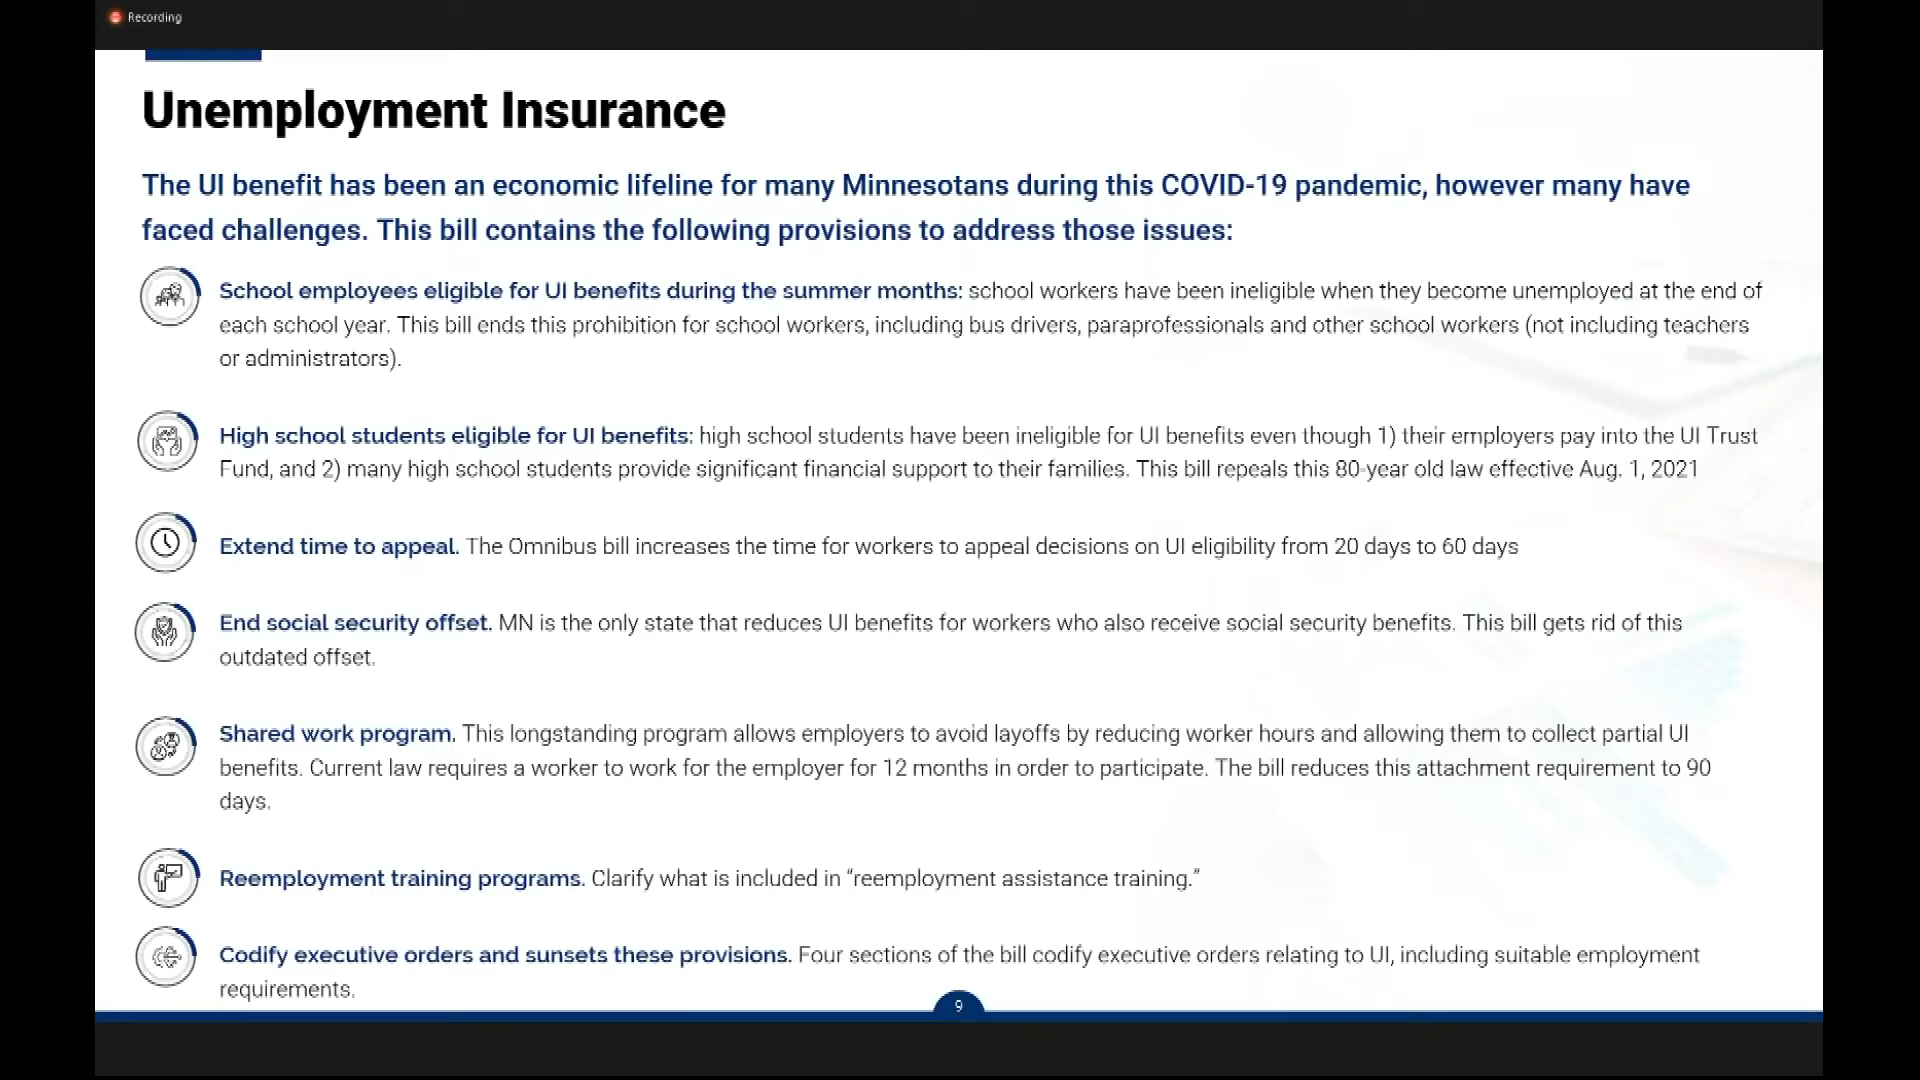 Recording
Unemployment Insurance
The UI benefit has been an economic lifeline for many Minnesotans during this COVID-19 pandemic, however many have
faced challenges. This bill contains the following provisions to address those issues:
School employees eligible for UI benefits during the summer months: school workers have been ineligible when they become unemployed at the end of
each school year. This bill ends this prohibition for school workers, including bus drivers, paraprofessionals and other school workers (not including teachers
or administrators).
High school students eligible for UI benefits: high school students have been ineligible for UI benefits even though 1) their employers pay into the UI Trust
Fund, and 2) many high school students provide significant financial support to their families. This bill repeals this 80-year old law effective Aug. 1, 2021
Extend time to appeal. The Omnibus bill increases the time for workers to appeal decisions on UI eligibility from 20 days to 60 days
End social security offset. MN is the only state that reduces UI benefits for workers who also receive social security benefits. This bill gets rid of this
outdated offset.
Shared work program. This longstanding program allows employers to avoid layoffs by reducing worker hours and allowing them to collect partial UI
benefits. Current law requires a worker to work for the employer for 12 months in order to participate. The bill reduces this attachment requirement to 90
days.
Reemployment training programs. Clarify what is included in “reemployment assistance training.”
Codify executive orders and sunsets these provisions. Four sections of the bill codify executive orders relating to UI, including suitable employment
requirements.
9